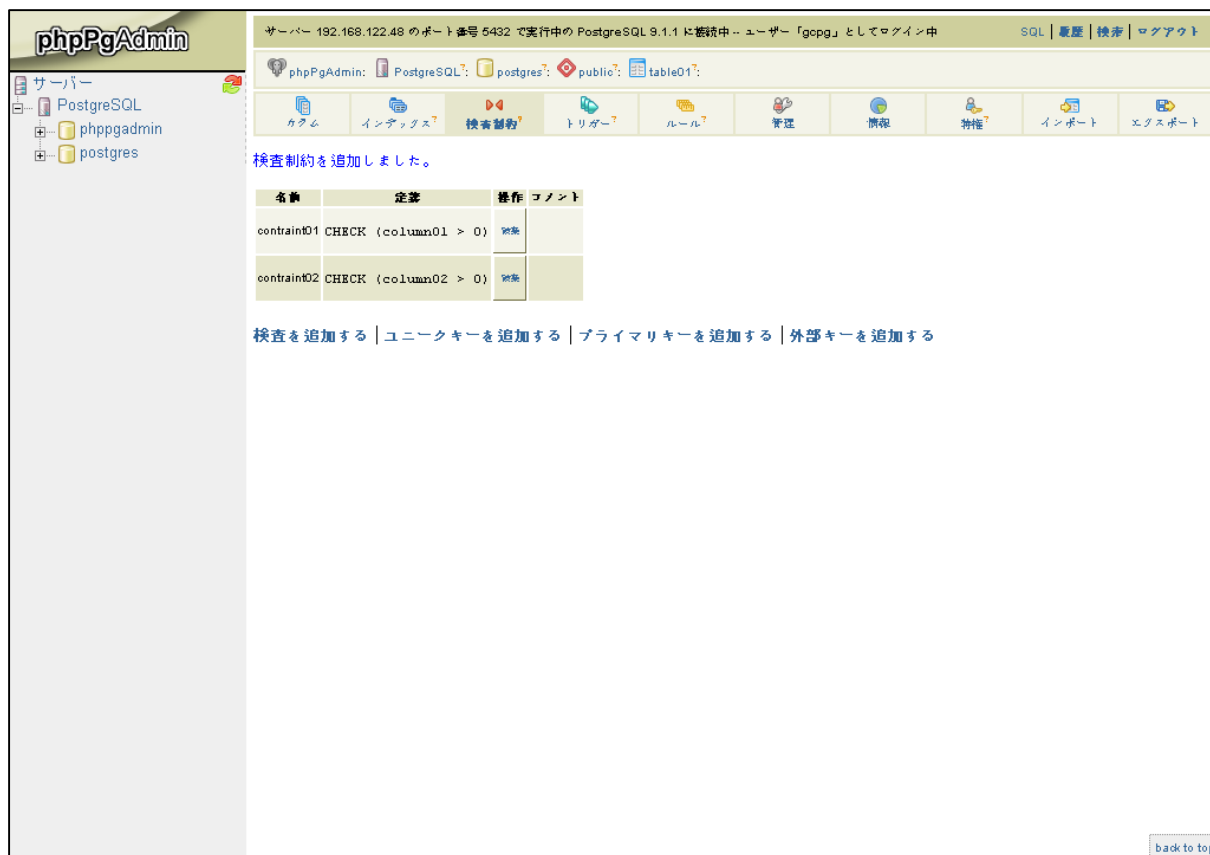 phpPgAdmin
サーバー
PostgreSQL
phppgadmin
postgres
サーバー 192.168.122.48 のポート番号 5432 で実行中の PostgreSQL 9.1.1 に接続中 -- ユーザー「gopg」としてログイン中
SQL | 履歴 | 検索 | ログアウト
phpPgAdmin: PostgreSQL?: postgres?: public?: table01?:
カラム インデックス? 検査制約? トリガー? ルール? 管理 情報 特権? インポート エクスポート
検査制約を追加しました。
名前 定義 操作 コメント
contraint01 CHECK (column01 > 0) 破棄
contraint02 CHECK (column02 > 0) 破棄
検査を追加する | ユニークキーを追加する | プライマリキーを追加する | 外部キーを追加する
back to top